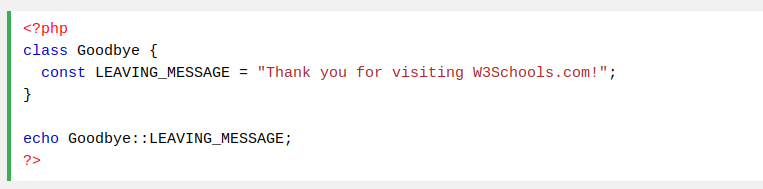 <?php
class Goodbye {
  const LEAVING_MESSAGE = "Thank you for visiting W3Schools.com!";
}

echo Goodbye::LEAVING_MESSAGE;
?>